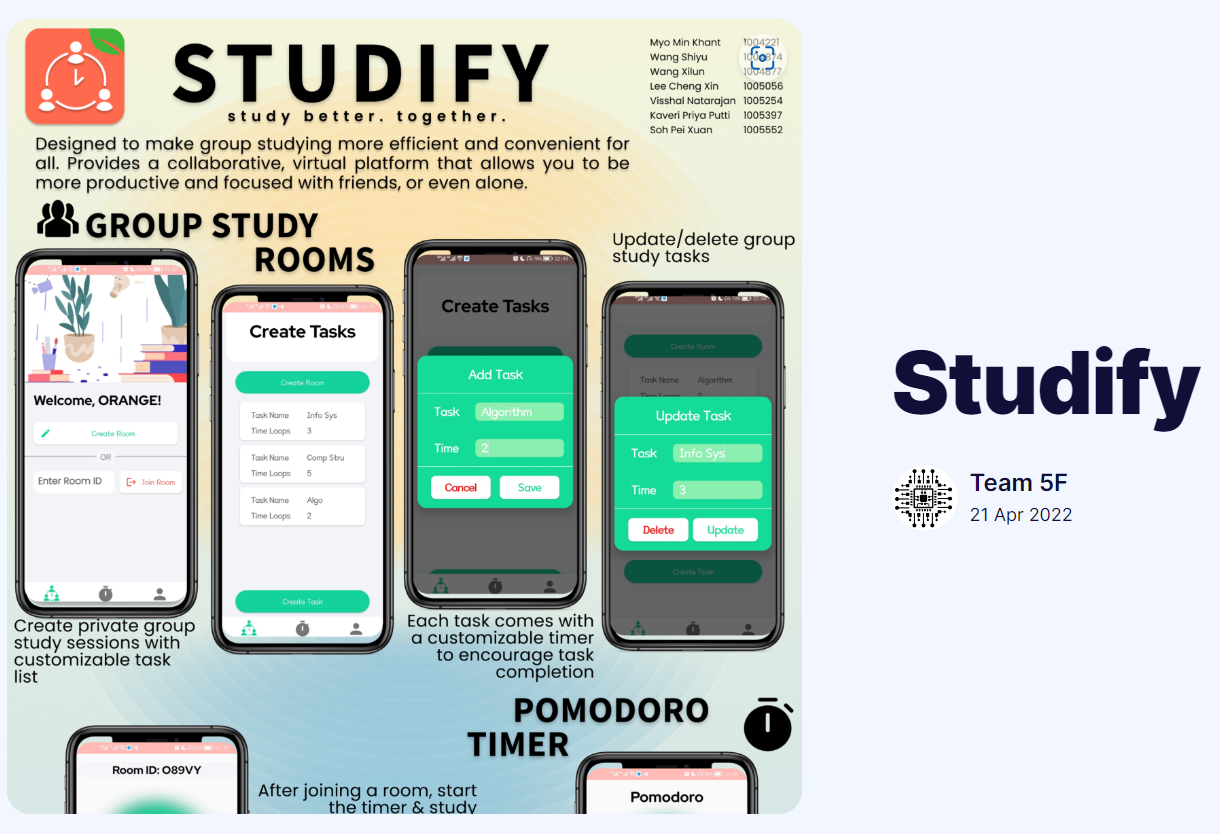 STUDIFY
study better. together.
Myo Min Khant 1004221
Wang Shiyu
Wang Xilun 1004877
Lee Cheng Xin 1005056
Visshal Natarajan 1005254
Kaveri Priya Putti 1005397
Soh Pei Xuan 1005552
Designed to make group studying more efficient and convenient for
all. Provides a collaborative, virtual platform that allows you to be
more productive and focused with friends, or even alone.
GROUP STUDY
ROOMS
Welcome, ORANGE!
Create Room
OR
Enter Room ID
Join Room
Create private group
study sessions with
customizable task
list
Create Tasks
Create Room
Task Name Info Sys
Time Loops 3
Task Name Comp Stru
Time Loops 5
Task Name Algo
Time Loops 2
Create Task
Create Tasks
Add Task
Task Algorithm
Time 2
Cancel Save
Each task comes with
a customizable timer
to encourage task
completion
Update/delete group
study tasks
Create Room
Task Name Algorithm
Update Task
Task Info Sys
Time 3
Delete Update
Create Task
POMODORO
TIMER
Room ID: O89VY
After joining a room, start
the timer & study
Pomodoro
Studify
Team 5F
21 Apr 2022